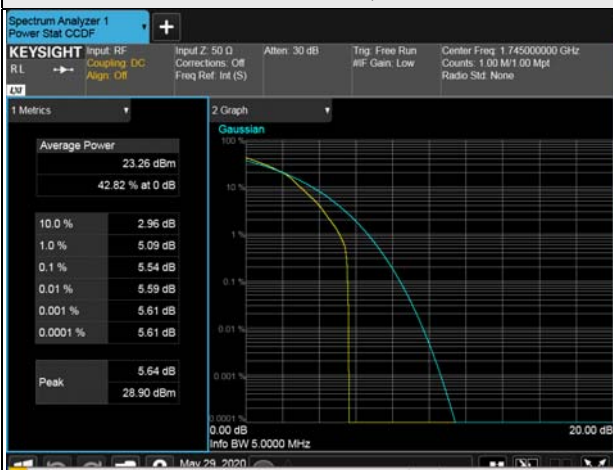 Spectrum Analyzer 1
Power Stat CCDF
+
KEYSIGHT
RL
LXI
Input: RF
Coupling: DC
Align: Off
Input Z: 50 Ω
Corrections: Off
Freq Ref: Int (S)
Atten: 30 dB
Trig: Free Run
#IF Gain: Low
Center Freq: 1.745000000 GHz
Counts: 1.00 M/1.00 Mpt
Radio Std: None
1 Metrics
Average Power
23.26 dBm
42.82 % at 0 dB
10.0 % 2.96 dB
1.0 % 5.09 dB
0.1 % 5.54 dB
0.01 % 5.59 dB
0.001 % 5.61 dB
0.0001 % 5.61 dB
Peak 5.64 dB
28.90 dBm
2 Graph
Gaussian
100 %
10 %
1 %
0.1 %
0.01 %
0.001 %
0.0001 %
0.00 dB 20.00 dB
Info BW 5.0000 MHz
May 29, 2020